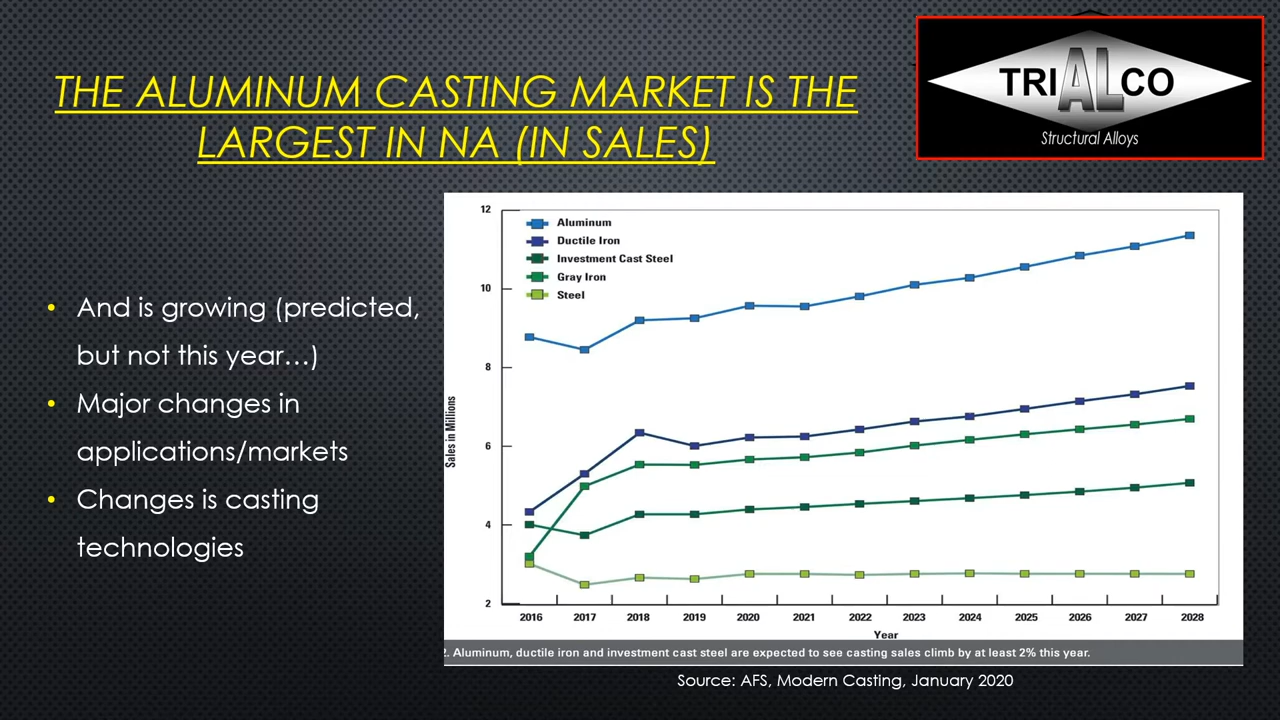 THE ALUMINUM CASTING MARKET IS THE
LARGEST IN NA (IN SALES)
TRIALCO
Structural Alloys
• And is growing (predicted,
but not this year…)
• Major changes in
applications/markets
• Changes is casting
technologies
12
10
8
6
4
2
Sales in Millions
Aluminum
Ductile Iron
Investment Cast Steel
Gray Iron
Steel
2016 2017 2018 2019 2020 2021 2022 2023 2024 2025 2026 2027 2028
Year
. Aluminum, ductile iron and investment cast steel are expected to see casting sales climb by at least 2% this year.
Source: AFS, Modern Casting, January 2020